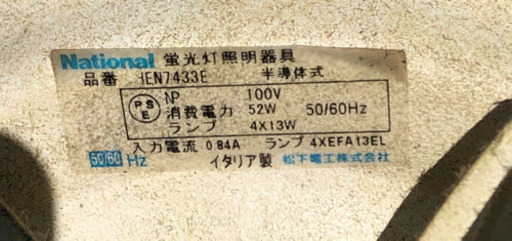 National 蛍光灯照明器具
品番 HEN7433E 半導体式
PS
E
NP 100V
消費電力 52W 50/60Hz
ランプ 4X13W
入力電流 0.84A ランプ 4XEFA13EL
50/60 Hz イタリア製 松下電工株式会社